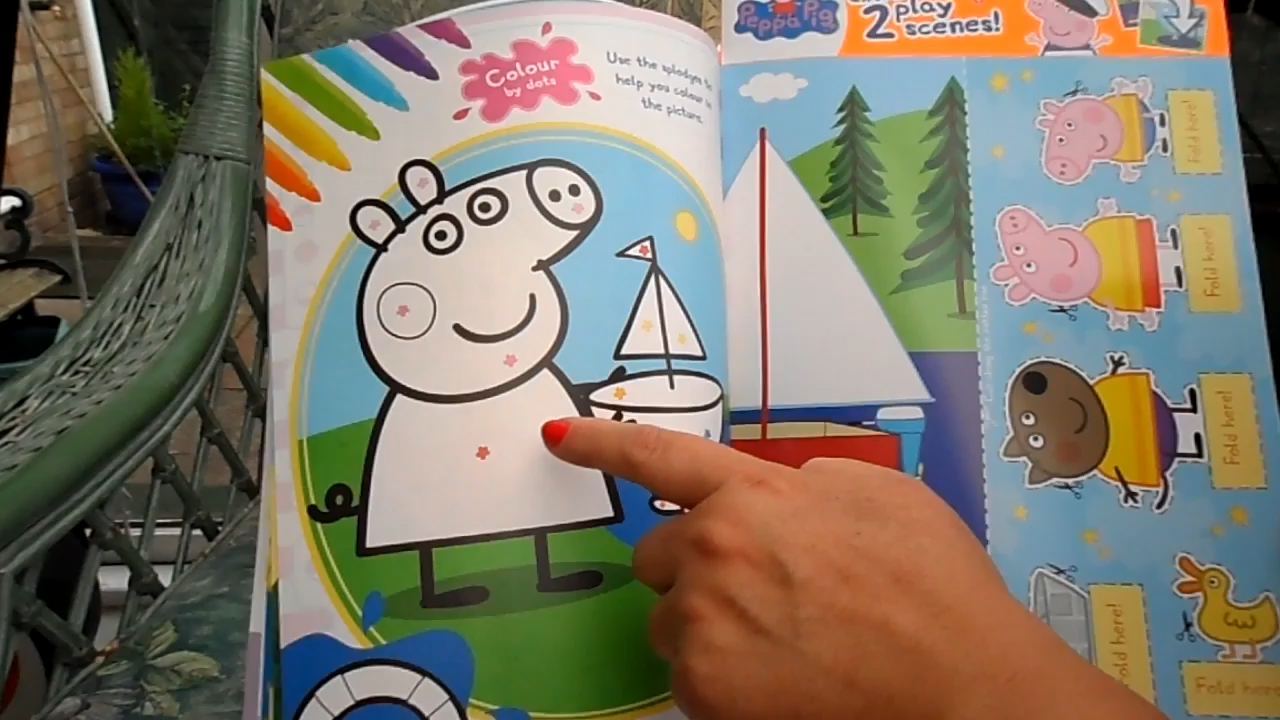 Colour
by dots
Use the splodges to
help you colour in
the picture.
Peppa Pig
2 play
scenes!
Fold here!
Fold here!
Fold here!
Fold here!
Fold here!